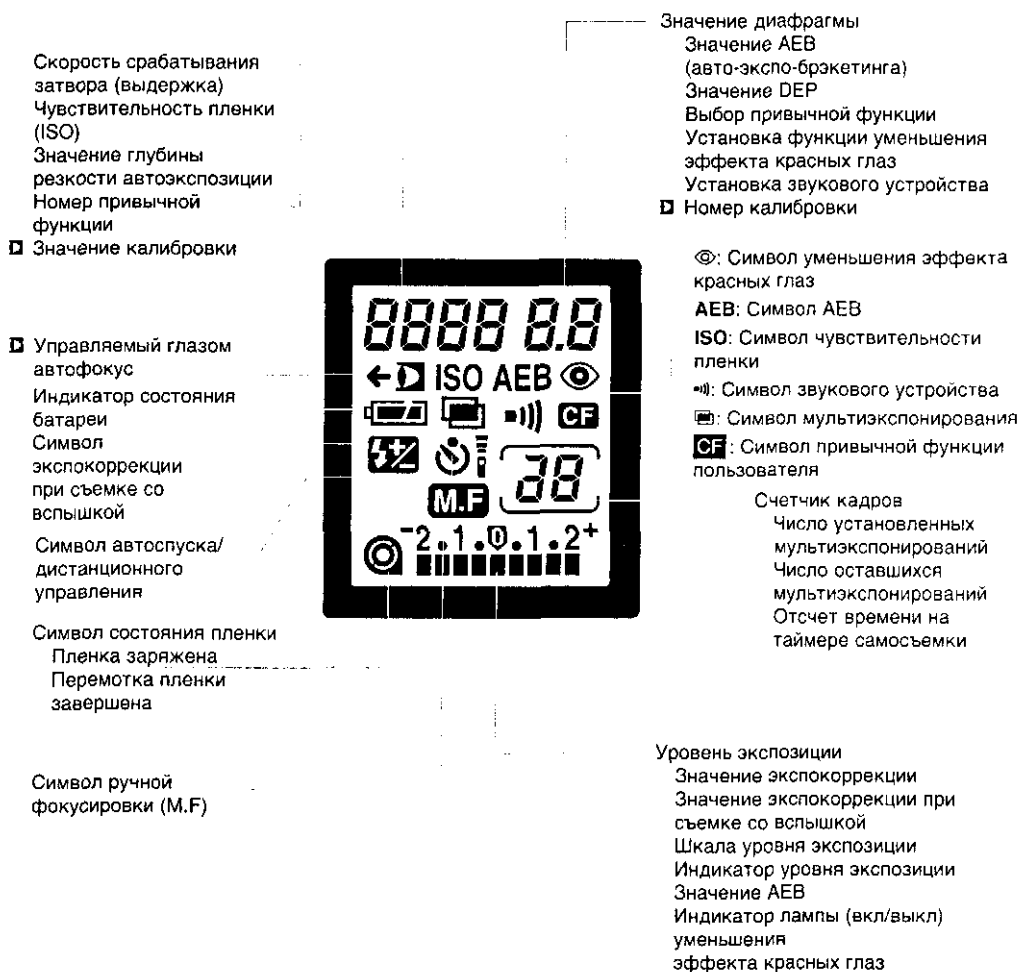 Скорость срабатывания
затвора (выдержка)
Чувствительность пленки
(ISO)
Значение глубины
резкости автоэкспозиции
Номер привычной
функции
Значение калибровки
Управляемый глазом
автофокус
Индикатор состояния
батареи
Символ
экспокоррекции
при съемке со
вспышкой
Символ автоспуска/
дистанционного
управления
Символ состояния пленки
Пленка заряжена
Перемотка пленки
завершена
Символ ручной
фокусировки (M.F)
8888 8.8
ISO AEB
CF
38
M.F
-2.1.0.1.2+
Значение диафрагмы
Значение AEB
(авто-экспо-брэкетинга)
Значение DEP
Выбор привычной функции
Установка функции уменьшения
эффекта красных глаз
Установка звукового устройства
Номер калибровки
: Символ уменьшения эффекта
красных глаз
AEB: Символ AEB
ISO: Символ чувствительности
пленки
: Символ звукового устройства
: Символ мультиэкспонирования
CF: Символ привычной функции
пользователя
Счетчик кадров
Число установленных
мультиэкспонирований
Число оставшихся
мультиэкспонирований
Отсчет времени на
таймере самосъемки
Уровень экспозиции
Значение экспокоррекции
Значение экспокоррекции при
съемке со вспышкой
Шкала уровня экспозиции
Индикатор уровня экспозиции
Значение AEB
Индикатор лампы (вкл/выкл)
уменьшения
эффекта красных глаз